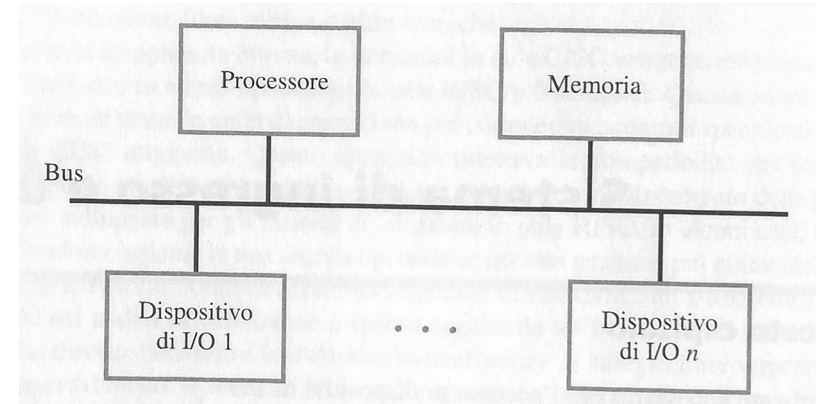 Processore
Memoria
Bus
Dispositivo
di I/O 1
. . .
Dispositivo
di I/O n